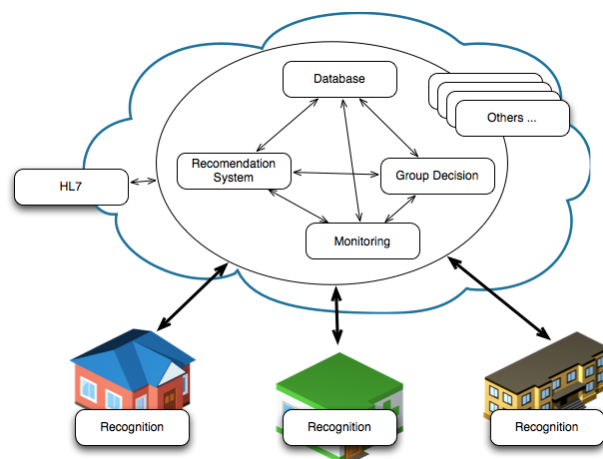 Database
Others ...
Recomendation
System
Group Decision
HL7
Monitoring
Recognition
Recognition
Recognition